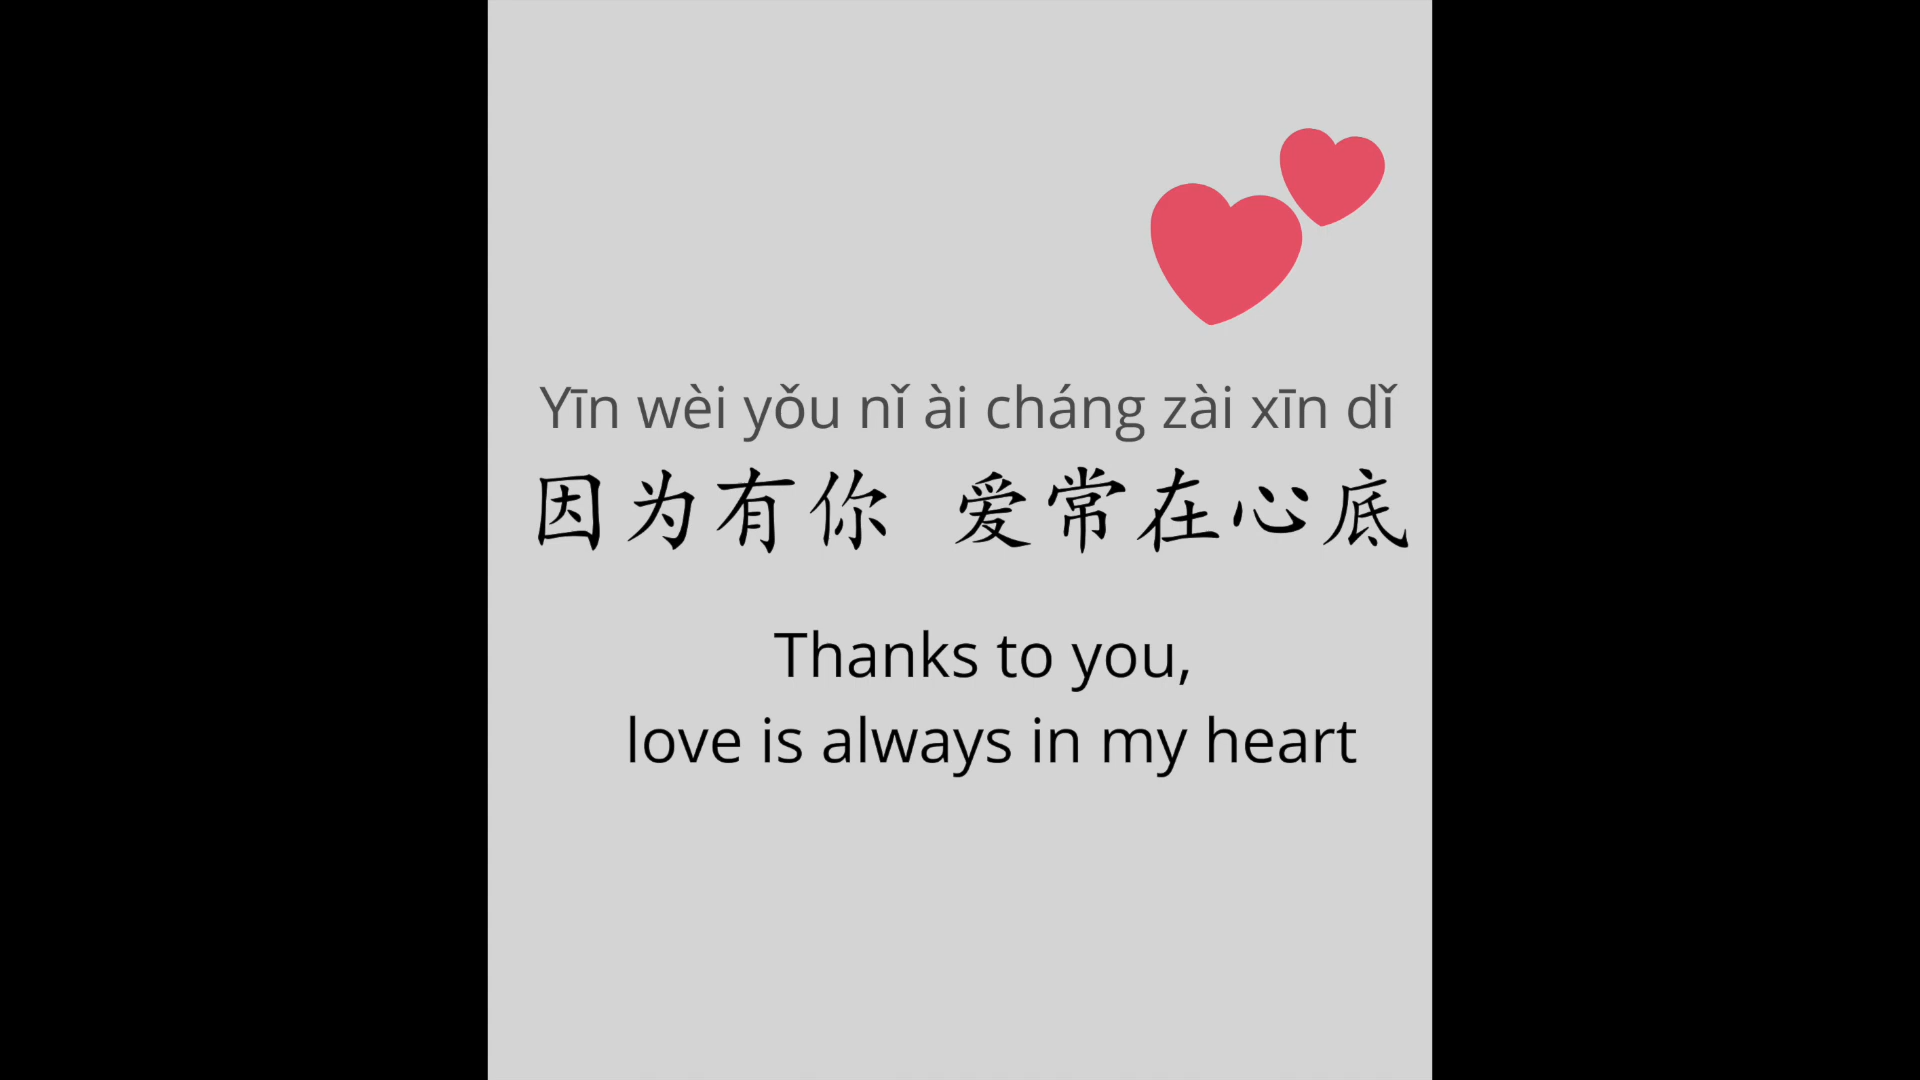 Yīn wèi yǒu nǐ ài cháng zài xīn dǐ
因为有你 爱常在心底
Thanks to you,
love is always in my heart